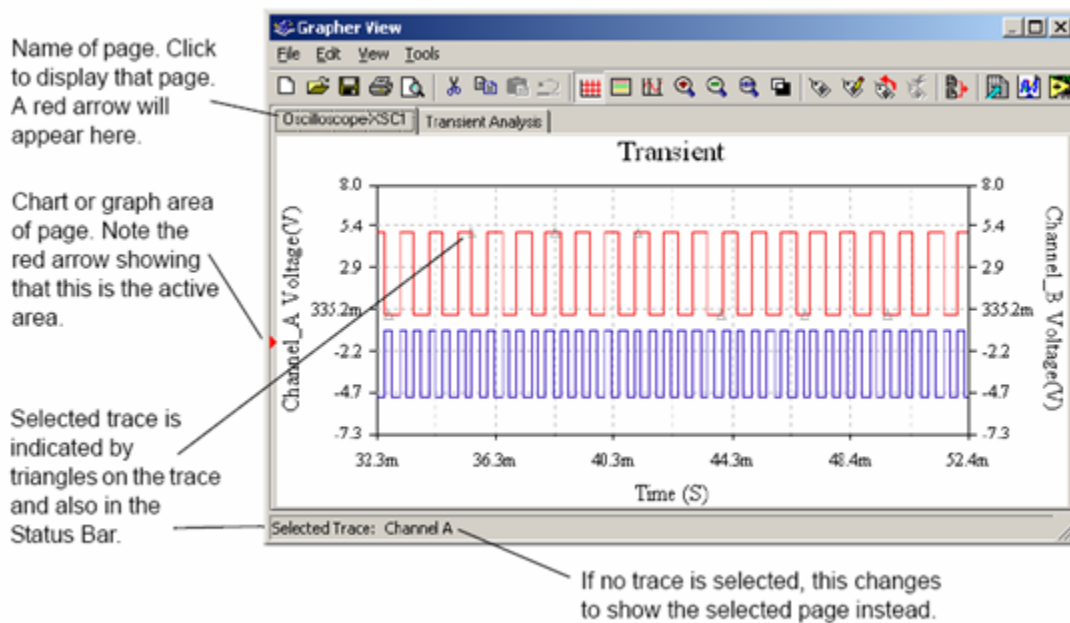 Name of page. Click
to display that page.
A red arrow will
appear here.
Chart or graph area
of page. Note the
red arrow showing
that this is the active
area.
Selected trace is
indicated by
triangles on the trace
and also in the
Status Bar.
Grapher View
File Edit View Tools
Oscilloscope-XSC1 Transient Analysis
Transient
Channel_A Voltage(V)
8.0
5.4
2.9
335.2m
-2.2
-4.7
-7.3
8.0
5.4
2.9
335.2m
-2.2
-4.7
-7.3
Channel_B Voltage(V)
32.3m 36.3m 40.3m 44.3m 48.4m 52.4m
Time (S)
Selected Trace: Channel A
If no trace is selected, this changes
to show the selected page instead.